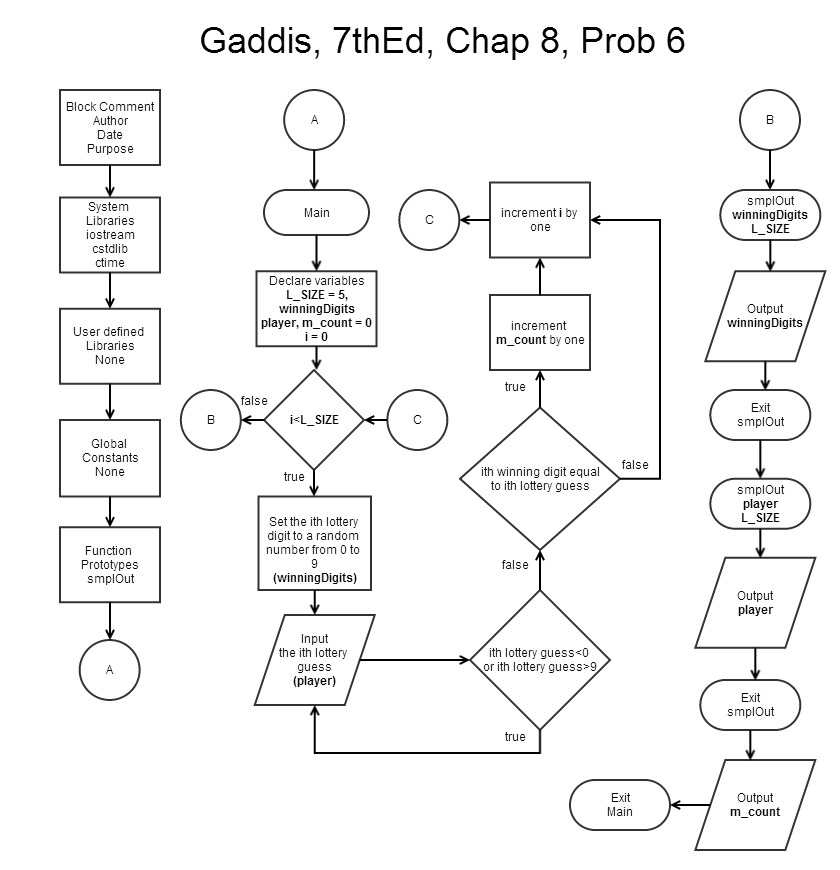 Gaddis, 7thEd, Chap 8, Prob 6
Block Comment
Author
Date
Purpose
System
Libraries
iostream
cstdlib
ctime
User defined
Libraries
None
Global
Constants
None
Function
Prototypes
smplOut
A
A
Main
Declare variables
L_SIZE = 5,
winningDigits
player, m_count = 0
i = 0
B
false
i<L_SIZE
C
true
Set the ith lottery
digit to a random
number from 0 to
9
(winningDigits)
Input
the ith lottery
guess
(player)
ith lottery guess<0
or ith lottery guess>9
true
false
ith winning digit equal
to ith lottery guess
false
true
increment
m_count by one
increment i by
one
C
B
smplOut
winningDigits
L_SIZE
Output
winningDigits
Exit
smplOut
smplOut
player
L_SIZE
Output
player
Exit
smplOut
Output
m_count
Exit
Main